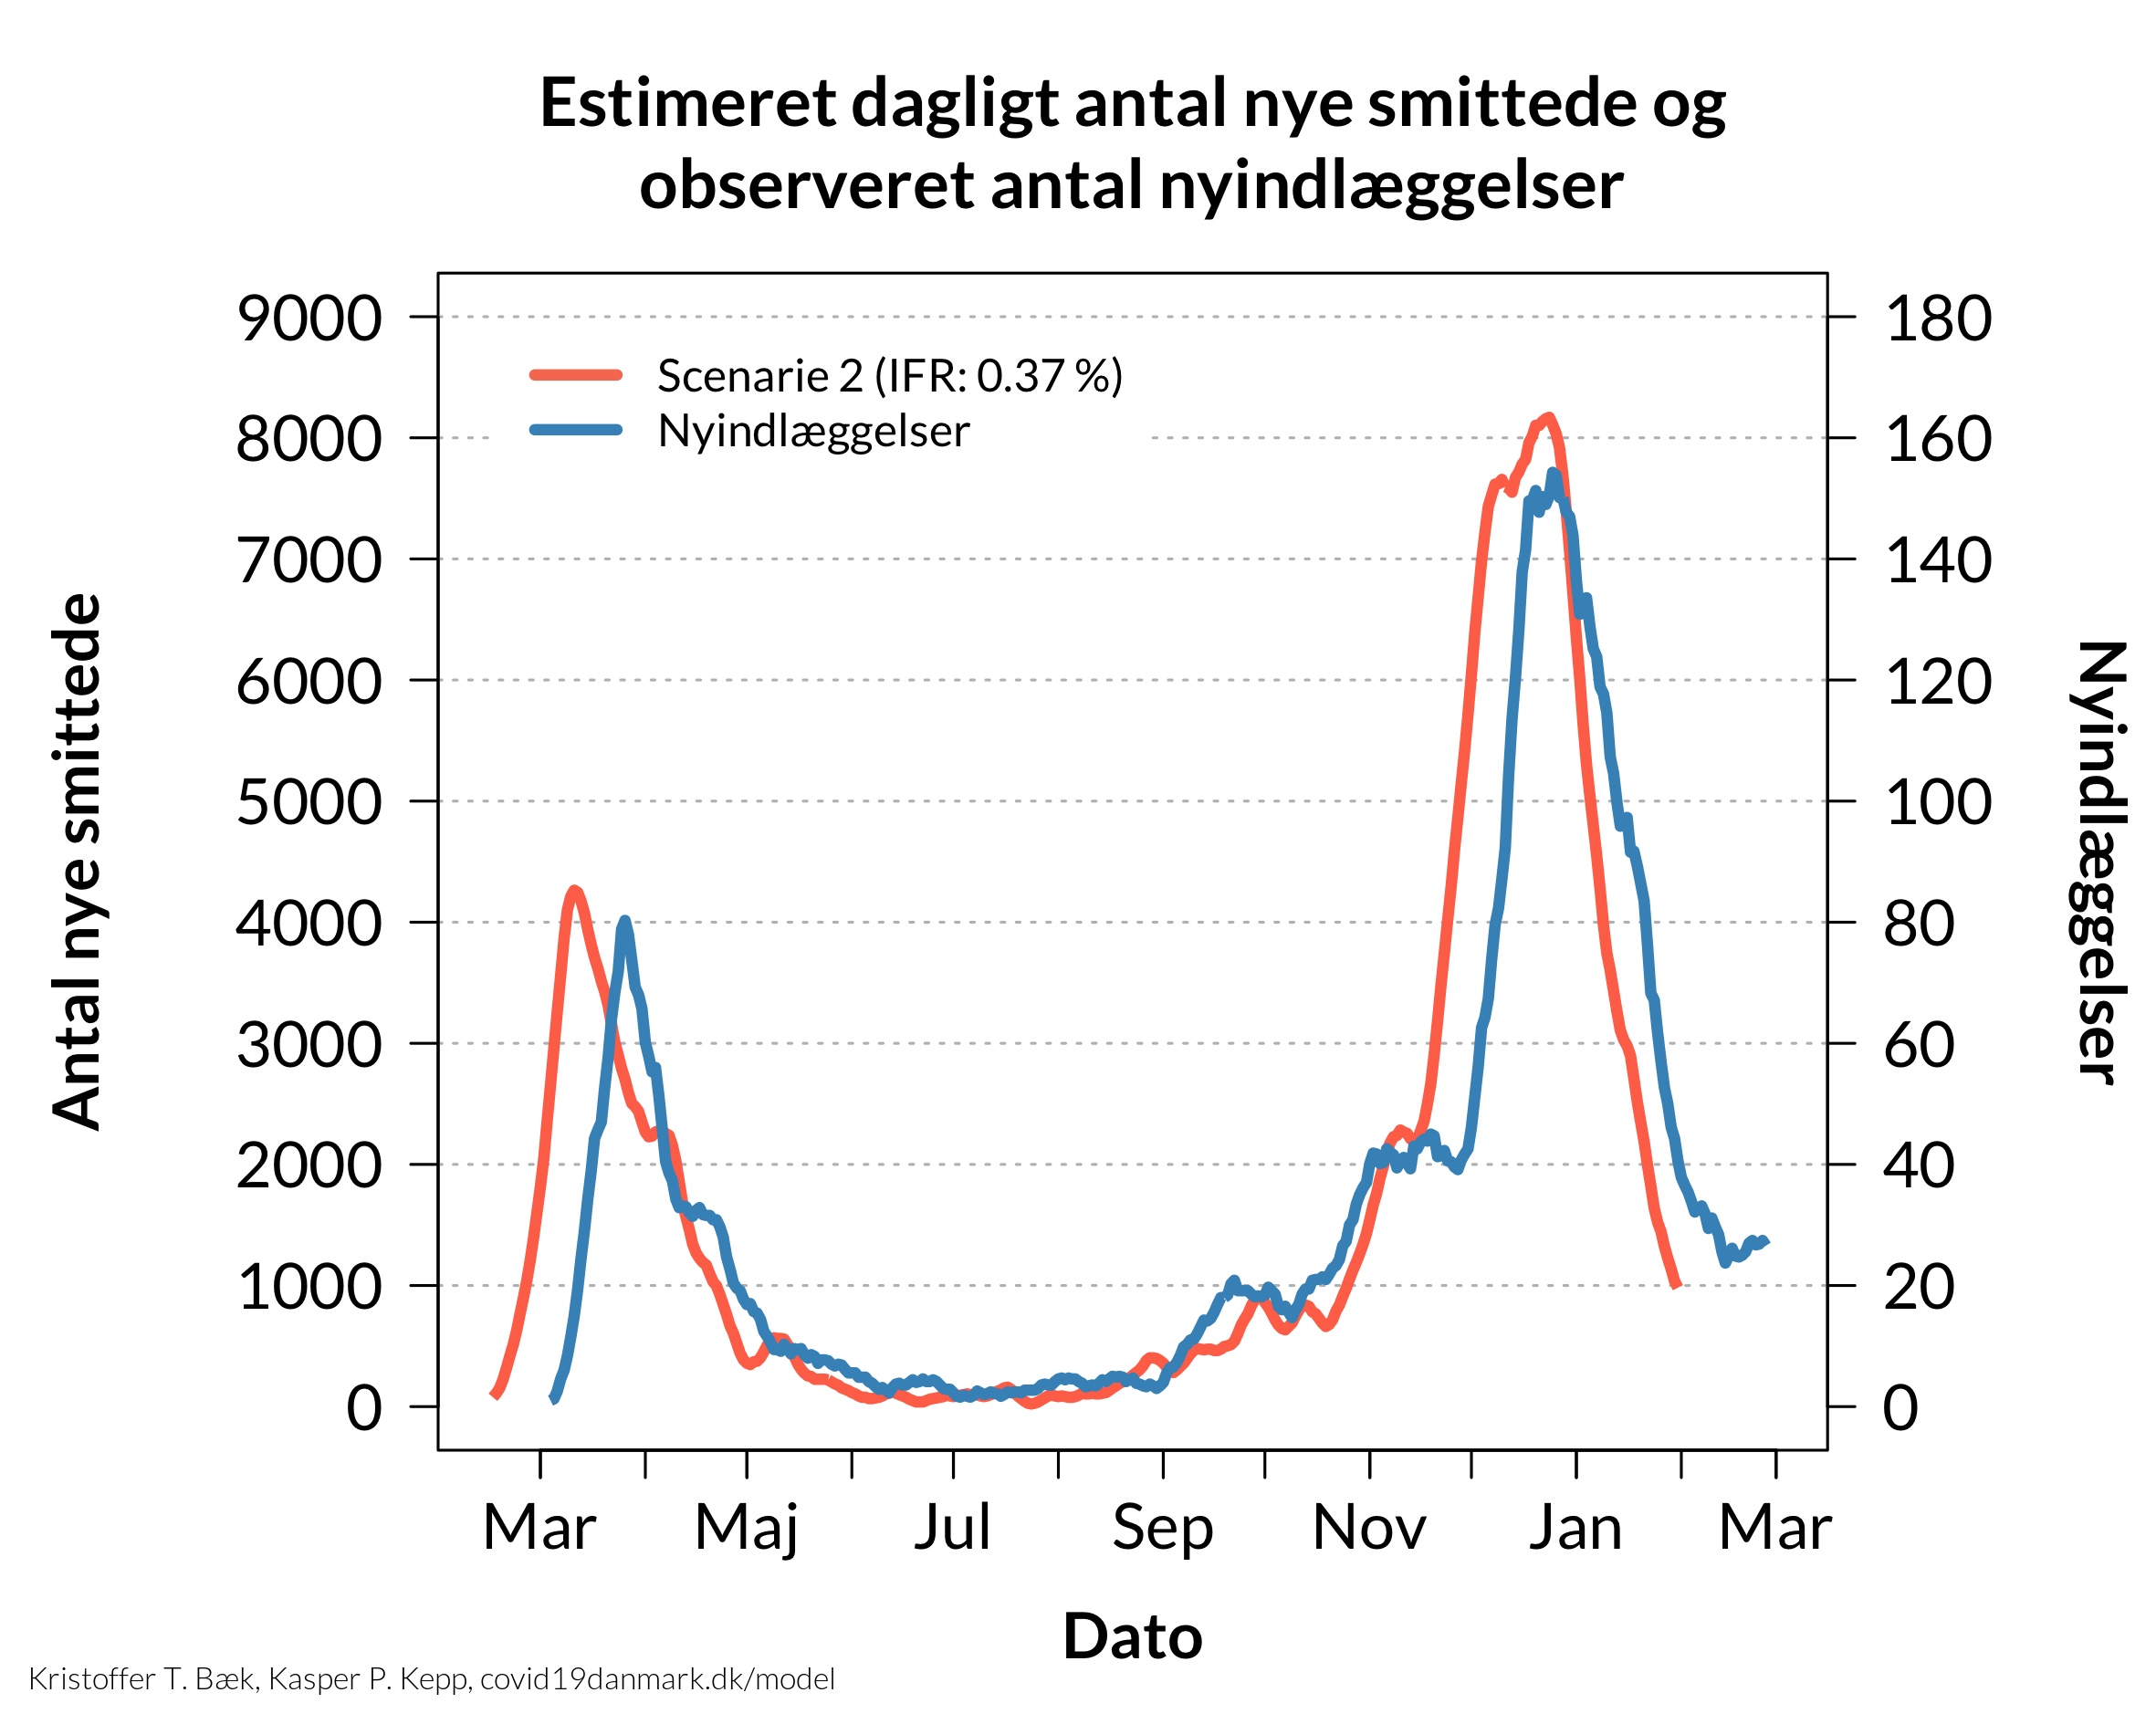 Estimeret dagligt antal nye smittede og
observeret antal nyindlæggelser
Scenarie 2 (IFR: 0.37 %)
Nyindlæggelser
Antal nye smittede
9000
8000
7000
6000
5000
4000
3000
2000
1000
0
180
160
140
120
100
80
60
40
20
0
Nyindlæggelser
Mar Maj Jul Sep Nov Jan Mar
Dato
Kristoffer T. Bæk, Kasper P. Kepp, covid19danmark.dk/model